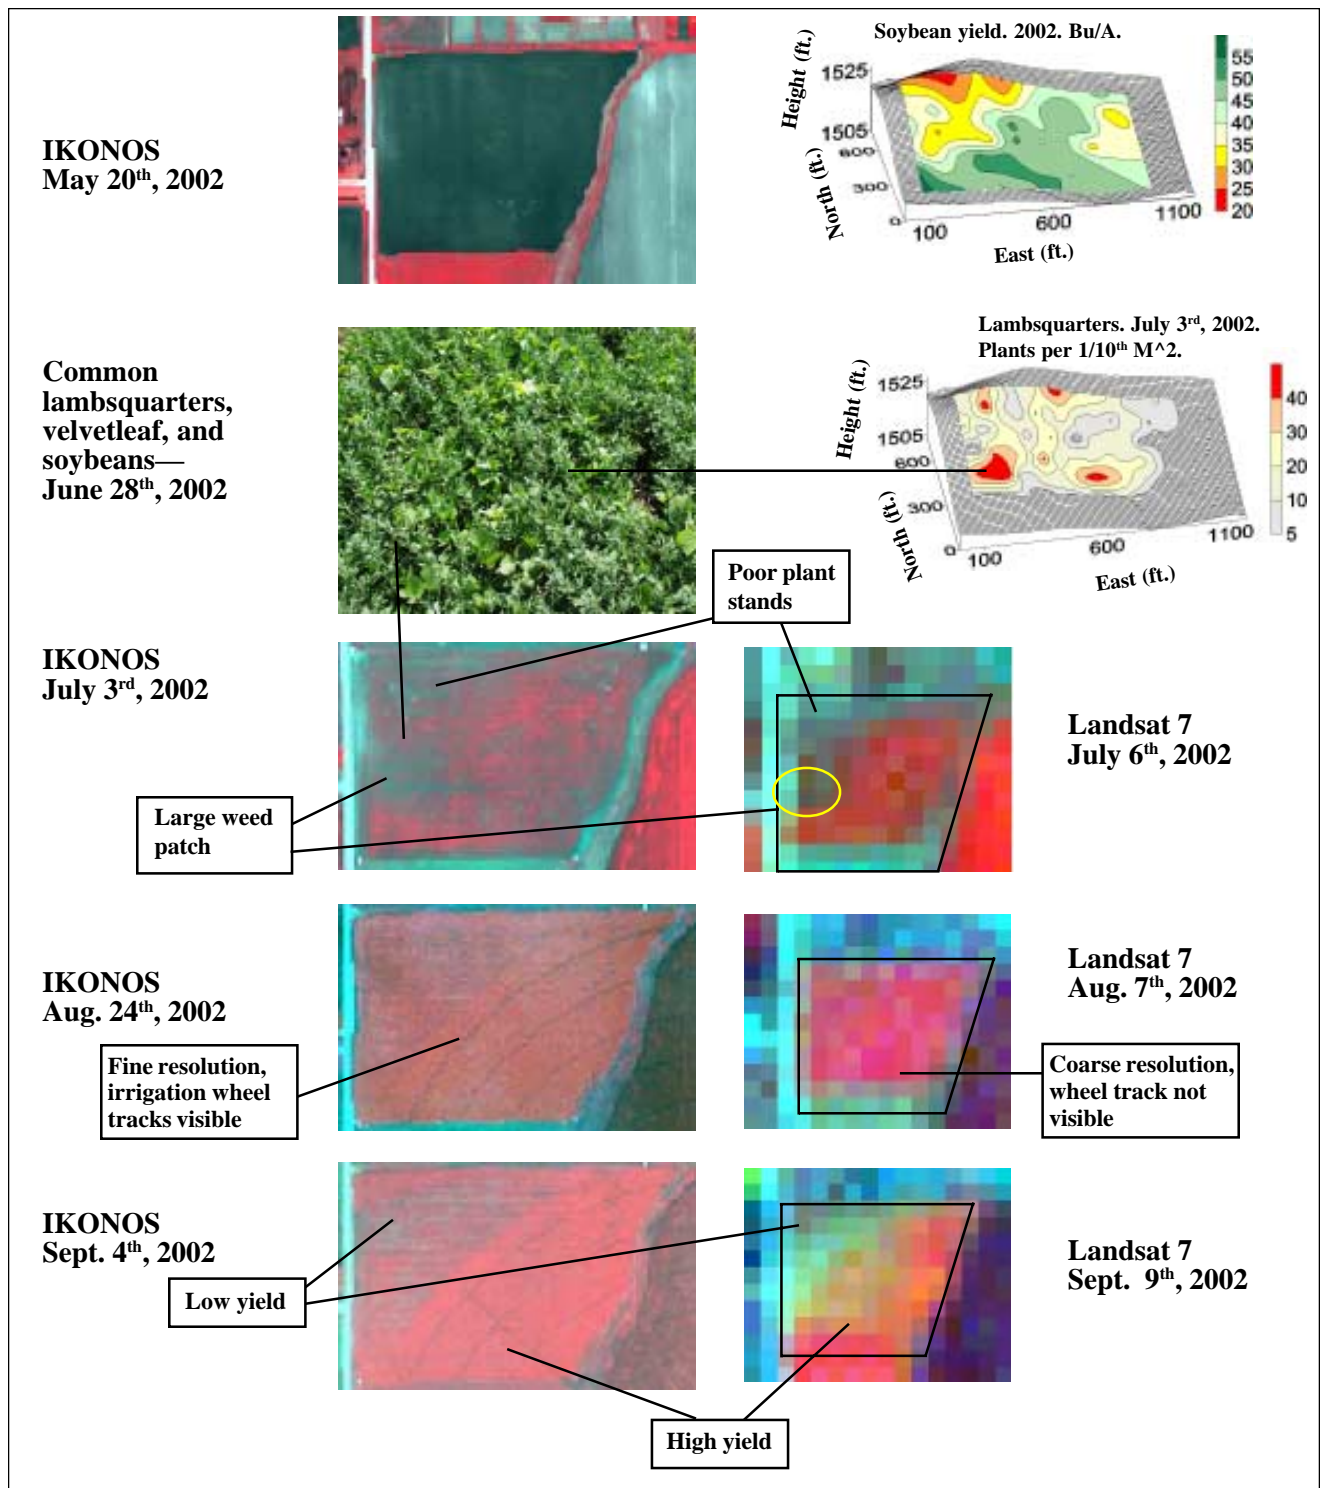 IKONOS
May 20th, 2002
Soybean yield. 2002. Bu/A.
Height (ft.)
1525
1505
North (ft.)
600
300
0
100
600
1100
East (ft.)
55
50
45
40
35
30
25
20
Common
lambsquarters,
velvetleaf, and
soybeans—
June 28th, 2002
Lambsquarters. July 3rd, 2002.
Plants per 1/10th M^2.
Height (ft.)
1525
1505
North (ft.)
600
300
0
100
600
1100
East (ft.)
40
30
20
10
5
Poor plant
stands
IKONOS
July 3rd, 2002
Landsat 7
July 6th, 2002
Large weed
patch
IKONOS
Aug. 24th, 2002
Landsat 7
Aug. 7th, 2002
Fine resolution,
irrigation wheel
tracks visible
Coarse resolution,
wheel track not
visible
IKONOS
Sept. 4th, 2002
Landsat 7
Sept. 9th, 2002
Low yield
High yield